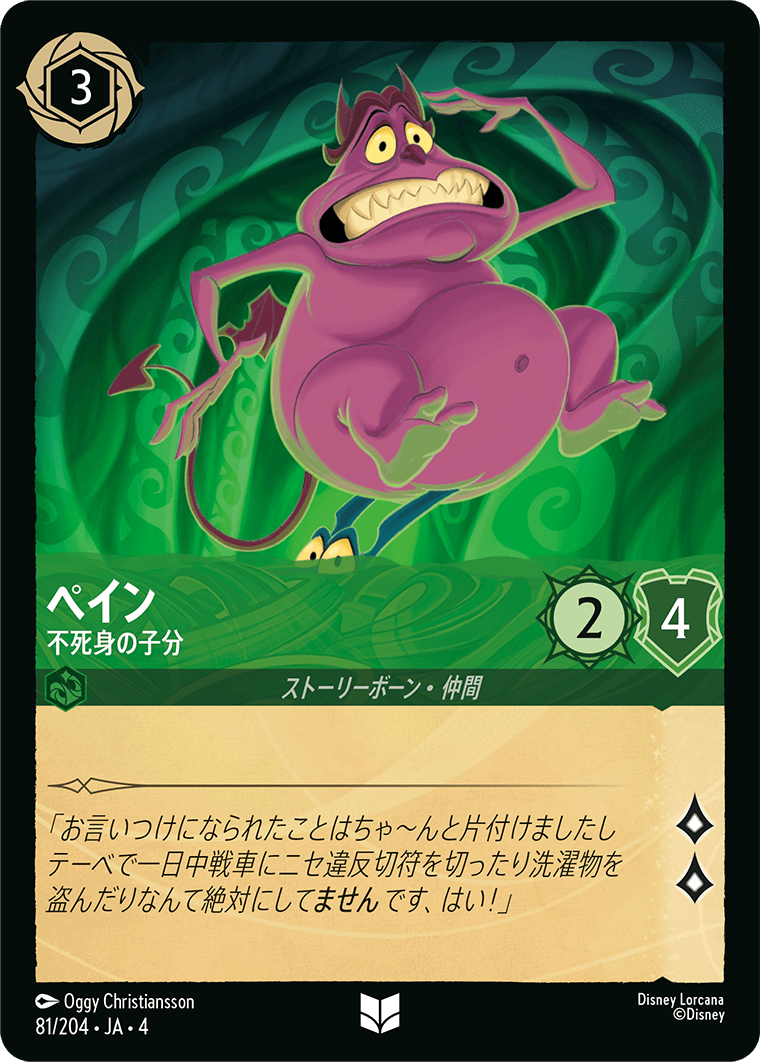 3
ペイン
不死身の子分
2
4
ストーリーボーン・仲間
「お言いつけになられたことはちゃ～んと片付けましたし
テーベで一日中戦車にニセ違反切符を切ったり洗濯物を
盗んだりなんて絶対にしてませんです、はい！」
Oggy Christiansson
81/204 • JA • 4
Disney Lorcana
©Disney